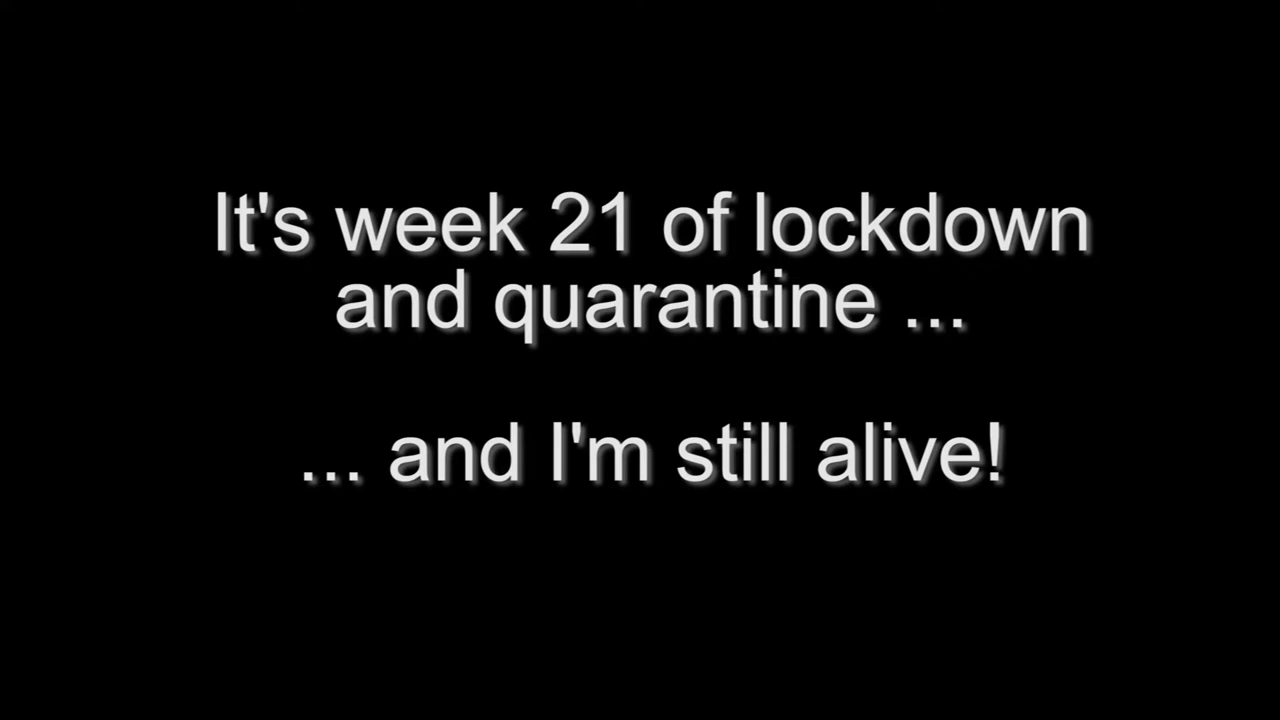 It's week 21 of lockdown
and quarantine ...
... and I'm still alive!